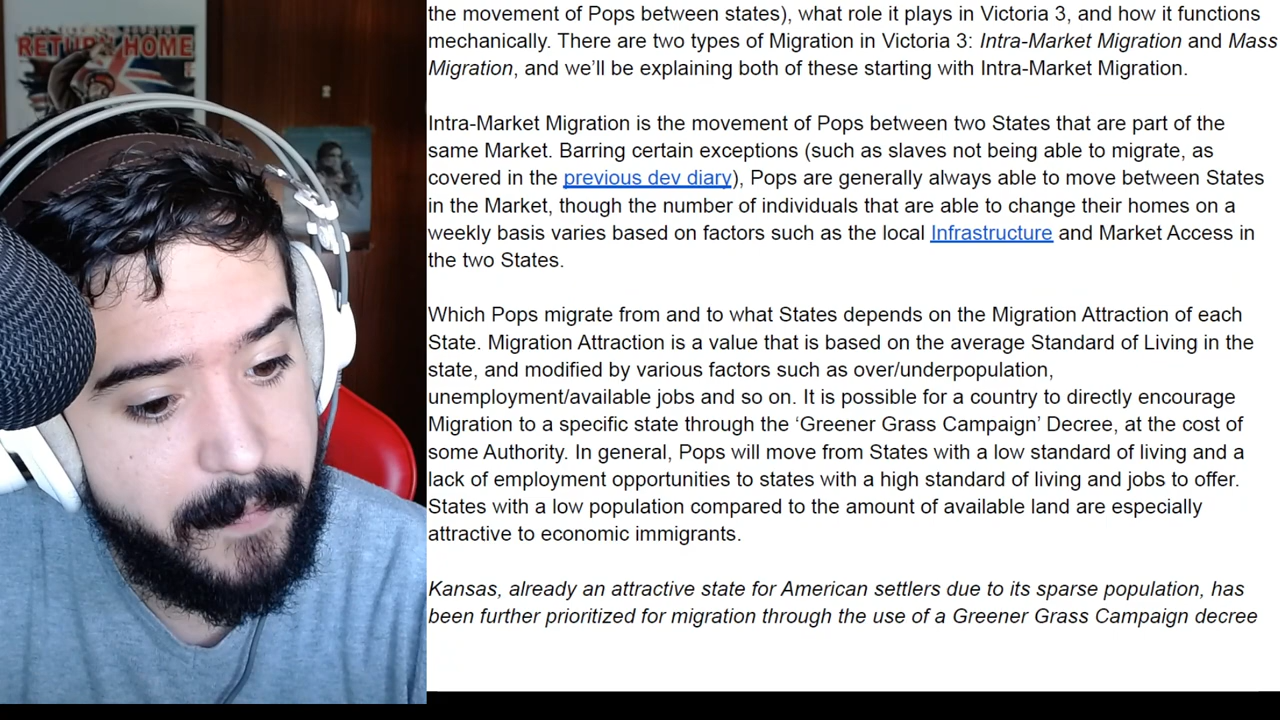 RETURN HOME
the movement of Pops between states), what role it plays in Victoria 3, and how it functions
mechanically. There are two types of Migration in Victoria 3: Intra-Market Migration and Mass
Migration, and we’ll be explaining both of these starting with Intra-Market Migration.
Intra-Market Migration is the movement of Pops between two States that are part of the
same Market. Barring certain exceptions (such as slaves not being able to migrate, as
covered in the previous dev diary), Pops are generally always able to move between States
in the Market, though the number of individuals that are able to change their homes on a
weekly basis varies based on factors such as the local Infrastructure and Market Access in
the two States.
Which Pops migrate from and to what States depends on the Migration Attraction of each
State. Migration Attraction is a value that is based on the average Standard of Living in the
state, and modified by various factors such as over/underpopulation,
unemployment/available jobs and so on. It is possible for a country to directly encourage
Migration to a specific state through the ‘Greener Grass Campaign’ Decree, at the cost of
some Authority. In general, Pops will move from States with a low standard of living and a
lack of employment opportunities to states with a high standard of living and jobs to offer.
States with a low population compared to the amount of available land are especially
attractive to economic immigrants.
Kansas, already an attractive state for American settlers due to its sparse population, has
been further prioritized for migration through the use of a Greener Grass Campaign decree